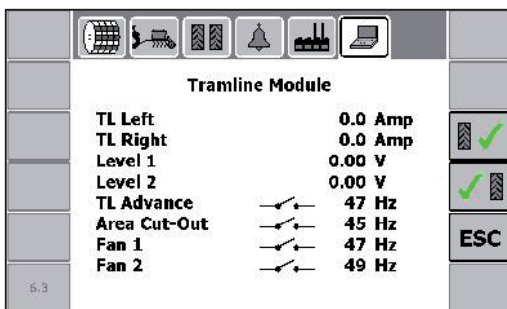 Tramline Module
TL Left 0.0 Amp
TL Right 0.0 Amp
Level 1 0.00 V
Level 2 0.00 V
TL Advance 47 Hz
Area Cut-Out 45 Hz
Fan 1 47 Hz
Fan 2 49 Hz
ESC
6.3